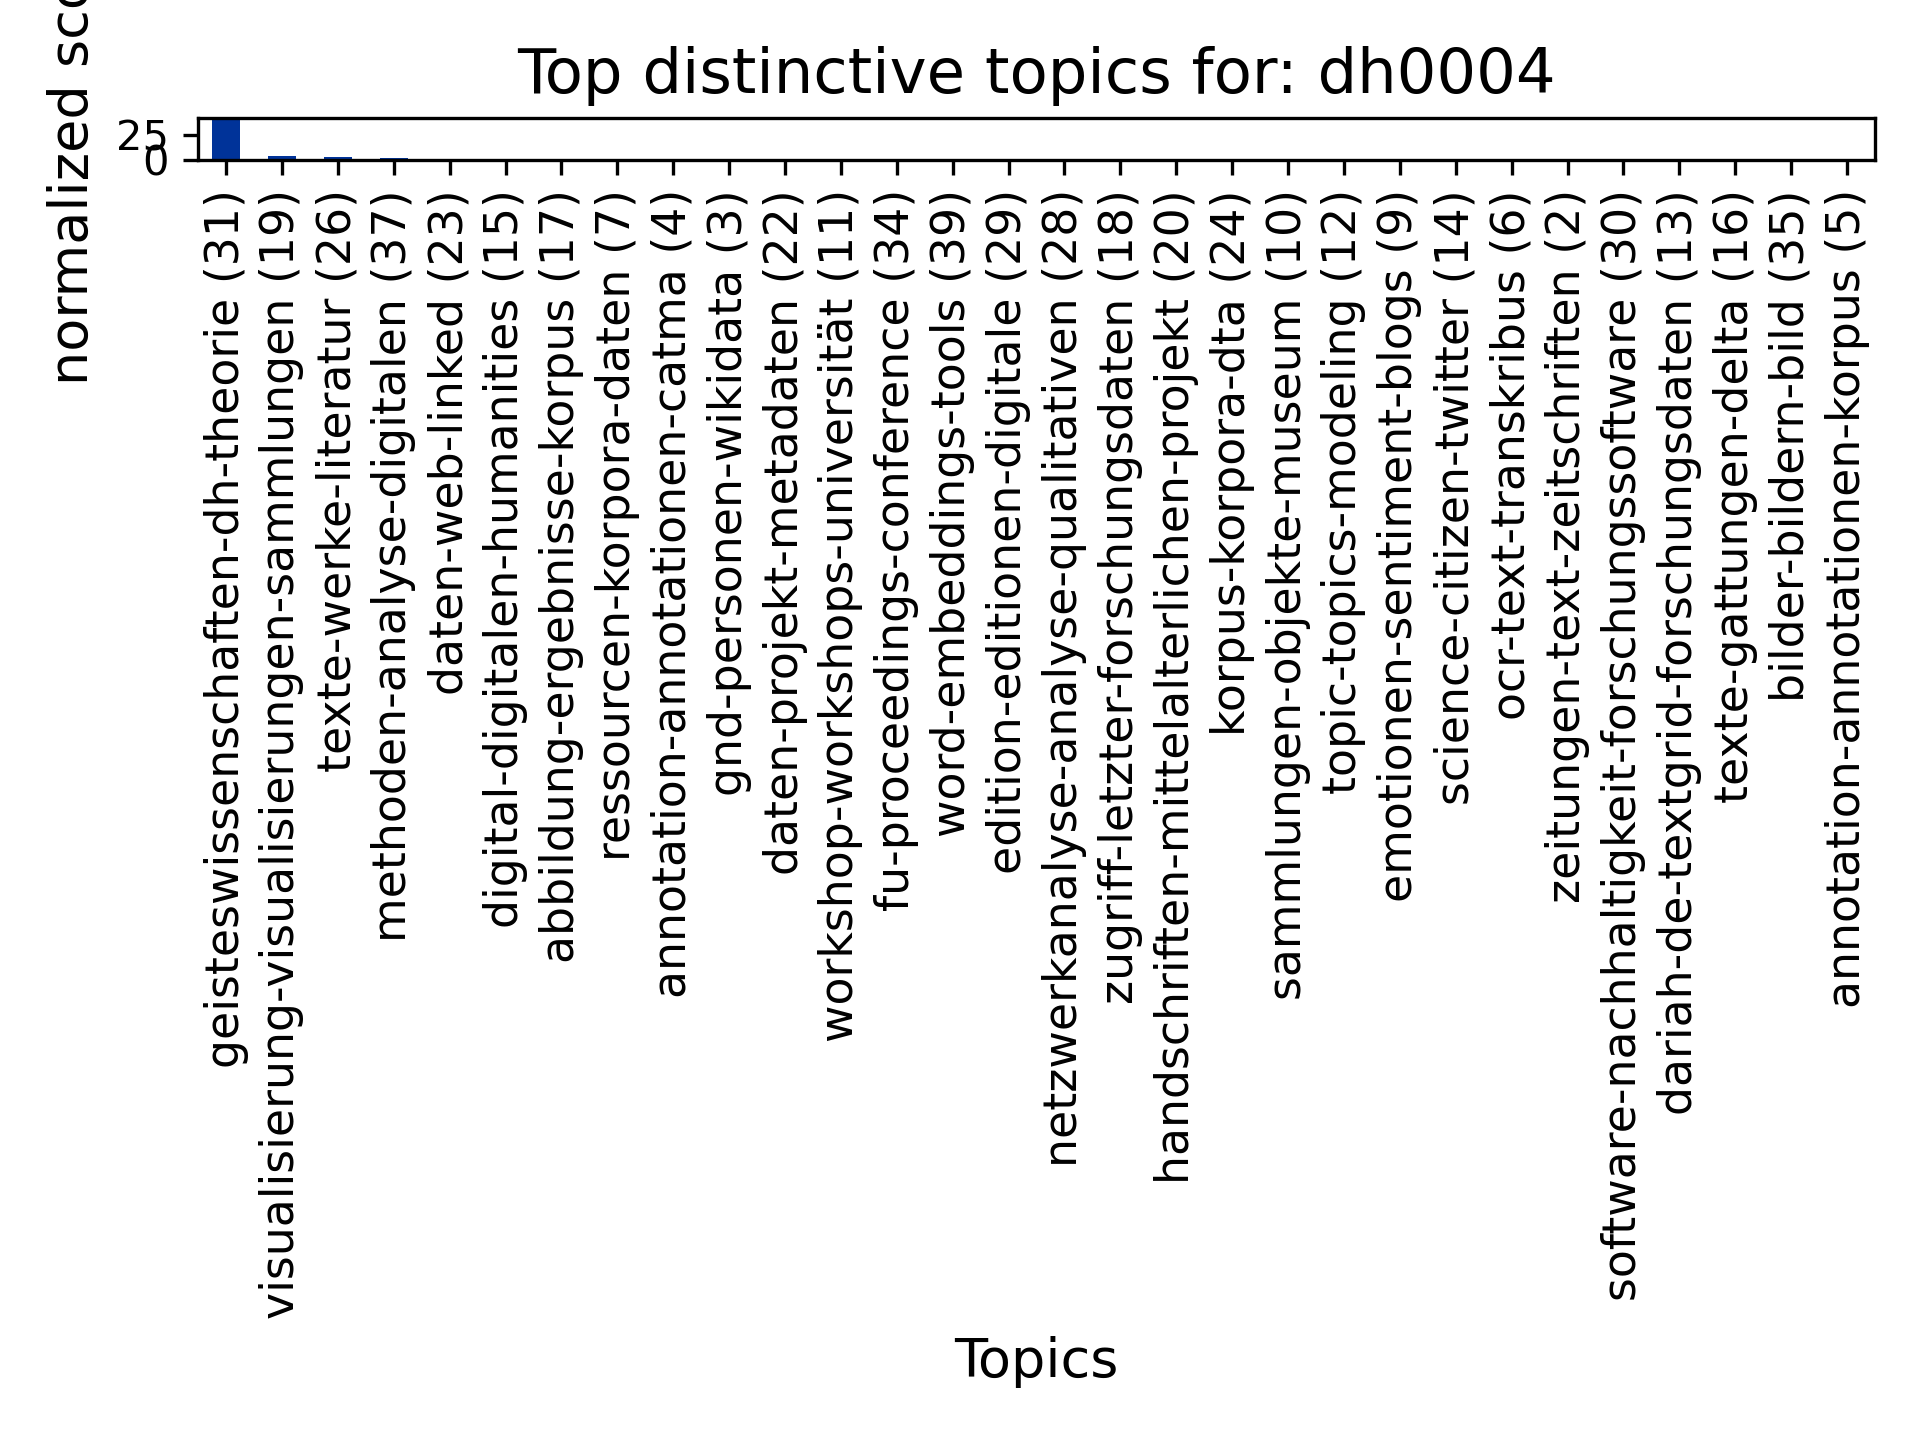 Top distinctive topics for: dh0004
normalized sco
25
0
geisteswissenschaften-dh-theorie (31)
visualisierung-visualisierungen-sammlungen (19)
texte-werke-literatur (26)
methoden-analyse-digitalen (37)
daten-web-linked (23)
digital-digitalen-humanities (15)
abbildung-ergebnisse-korpus (17)
ressourcen-korpora-daten (7)
annotation-annotationen-catma (4)
gnd-personen-wikidata (3)
daten-projekt-metadaten (22)
workshop-workshops-universität (11)
fu-proceedings-conference (34)
word-embeddings-tools (39)
edition-editionen-digitale (29)
netzwerkanalyse-analyse-qualitativen (28)
zugriff-letzter-forschungsdaten (18)
handschriften-mittelalterlichen-projekt (20)
korpus-korpora-dta (24)
sammlungen-objekte-museum (10)
topic-topics-modeling (12)
emotionen-sentiment-blogs (9)
science-citizen-twitter (14)
ocr-text-transkribus (6)
zeitungen-text-zeitschriften (2)
software-nachhaltigkeit-forschungssoftware (30)
dariah-de-textgrid-forschungsdaten (13)
texte-gattungen-delta (16)
bilder-bildern-bild (35)
annotation-annotationen-korpus (5)
Topics